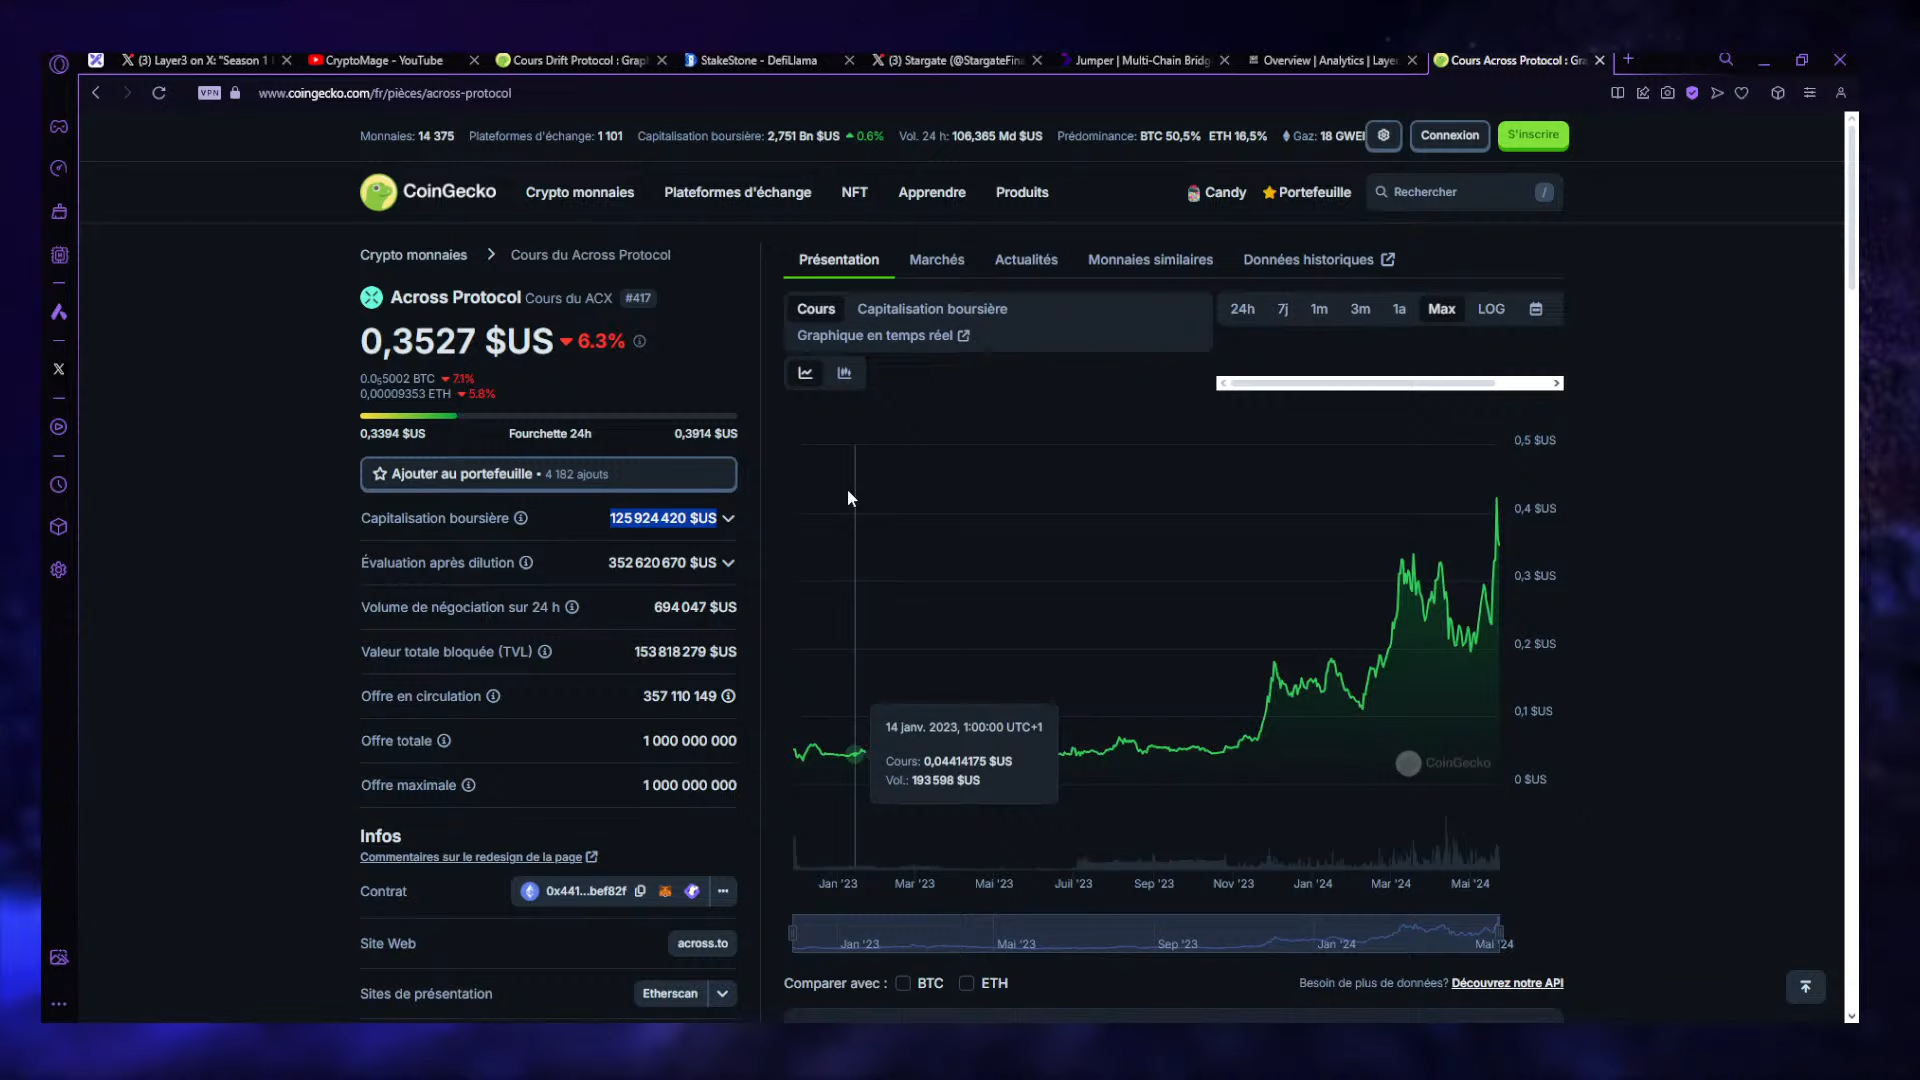 (3) Layer3 on X: "Season 1
CryptoMage - YouTube
Cours Drift Protocol : Grap
StakeStone - DefiLlama
(3) Stargate (@StargateFina
Jumper | Multi-Chain Bridg
Overview | Analytics | Laye
Cours Across Protocol : Gra
VPN
www.coingecko.com/fr/pièces/across-protocol
Monnaies: 14 375 Plateformes d'échange: 1 101 Capitalisation boursière: 2,751 Bn $US 0.6% Vol. 24 h: 106,365 Md $US Prédominance: BTC 50,5% ETH 16,5% Gaz: 18 GWEI
Connexion
S'inscrire
CoinGecko
Crypto monnaies
Plateformes d'échange
NFT
Apprendre
Produits
Candy
Portefeuille
Rechercher
/
Crypto monnaies > Cours du Across Protocol
Across Protocol Cours du ACX #417
0,3527 $US 6.3%
0.0₅5002 BTC 7.1%
0,00009353 ETH 5.8%
0,3394 $US Fourchette 24h 0,3914 $US
Ajouter au portefeuille • 4 182 ajouts
Capitalisation boursière 125 924 420 $US
Évaluation après dilution 352 620 670 $US
Volume de négociation sur 24 h 694 047 $US
Valeur totale bloquée (TVL) 153 818 279 $US
Offre en circulation 357 110 149
Offre totale 1 000 000 000
Offre maximale 1 000 000 000
Infos
Commentaires sur le redesign de la page
Contrat 0x441...bef82f
Site Web across.to
Sites de présentation Etherscan
Présentation Marchés Actualités Monnaies similaires Données historiques
Cours Capitalisation boursière
Graphique en temps réel
24h 7j 1m 3m 1a Max LOG
0,5 $US
0,4 $US
0,3 $US
0,2 $US
0,1 $US
0 $US
14 janv. 2023, 1:00:00 UTC+1
Cours: 0,04414175 $US
Vol.: 193 598 $US
CoinGecko
Jan '23 Mar '23 Mai '23 Juil '23 Sep '23 Nov '23 Jan '24 Mar '24 Mai '24
Jan '23 Mai '23 Sep '23 Jan '24 Mai '24
Comparer avec : BTC ETH
Besoin de plus de données? Découvrez notre API